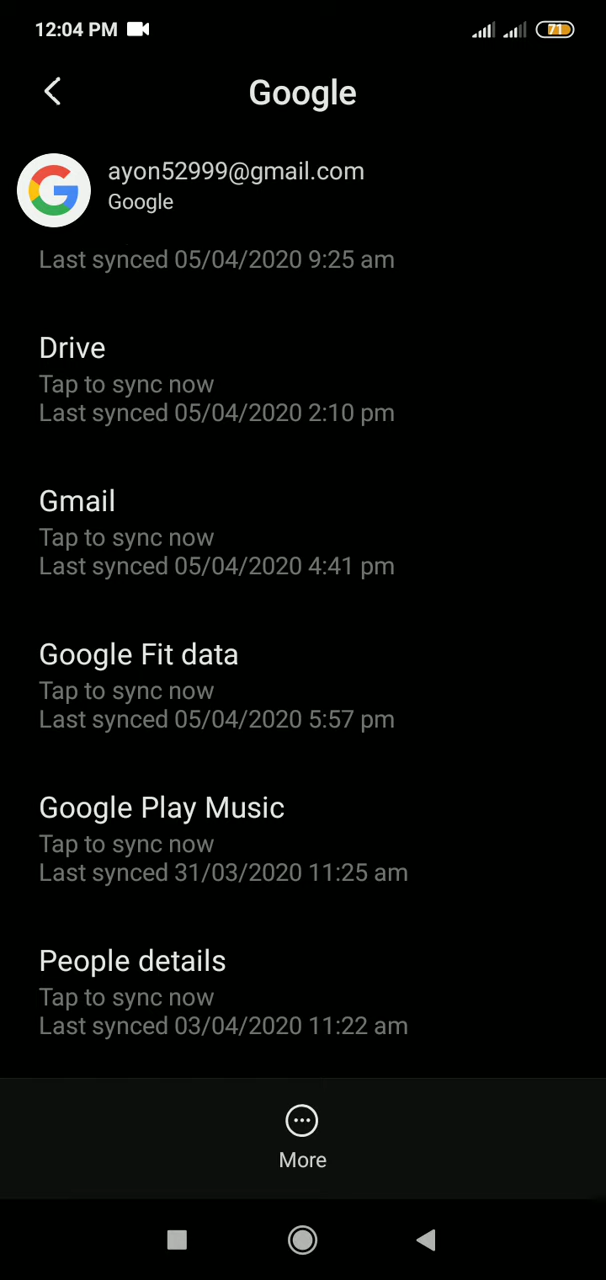 12:04 PM
71
Google
ayon52999@gmail.com
Google
Last synced 05/04/2020 9:25 am
Drive
Tap to sync now
Last synced 05/04/2020 2:10 pm
Gmail
Tap to sync now
Last synced 05/04/2020 4:41 pm
Google Fit data
Tap to sync now
Last synced 05/04/2020 5:57 pm
Google Play Music
Tap to sync now
Last synced 31/03/2020 11:25 am
People details
Tap to sync now
Last synced 03/04/2020 11:22 am
More